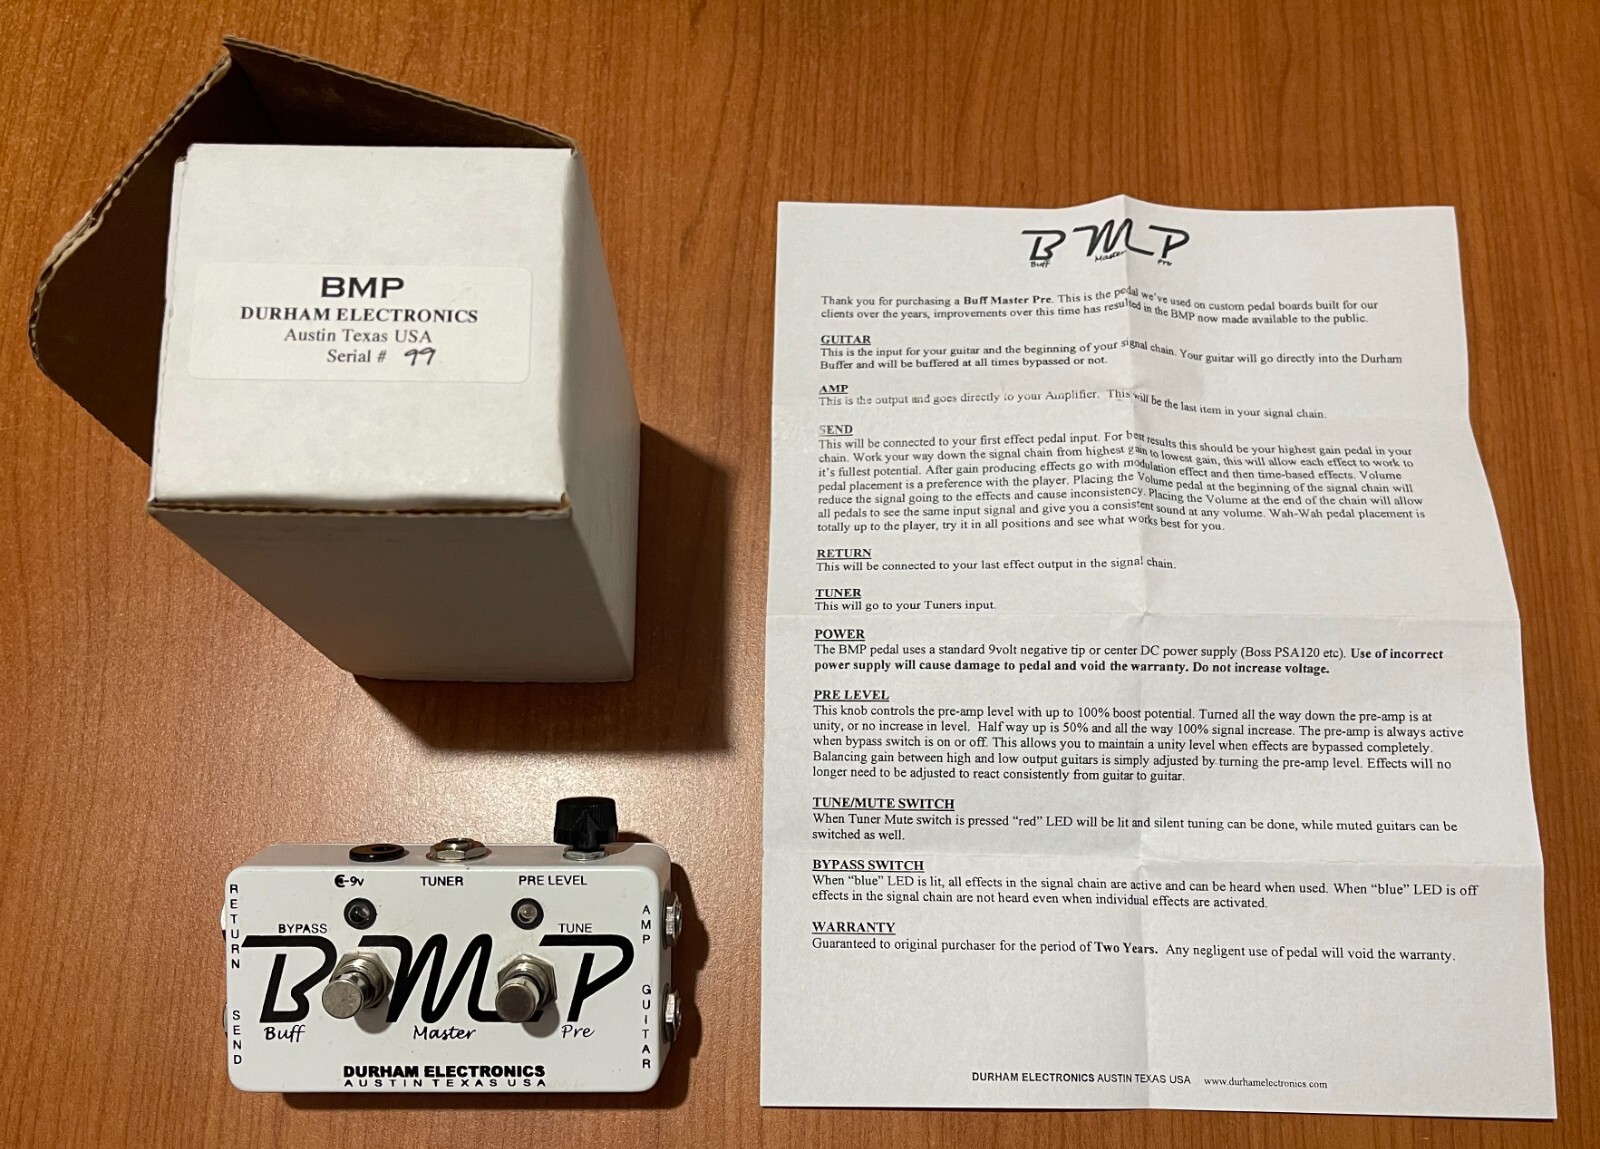 BMP
DURHAM ELECTRONICS
Austin Texas USA
Serial # 99
BMP
Buff Master Pre
Thank you for purchasing a Buff Master Pre. This is the pedal we've used on custom pedal boards built for our
clients over the years, improvements over this time has resulted in the BMP now made available to the public.
GUITAR
This is the input for your guitar and the beginning of your signal chain. Your guitar will go directly into the Durham
Buffer and will be buffered at all times bypassed or not.
AMP
This is the output and goes directly to your Amplifier. This will be the last item in your signal chain.
SEND
This will be connected to your first effect pedal input. For best results this should be your highest gain pedal in your
chain. Work your way down the signal chain from highest gain to lowest gain, this will allow each effect to work to
it's fullest potential. After gain producing effects go with modulation effect and then time-based effects. Volume
pedal placement is a preference with the player. Placing the Volume pedal at the beginning of the signal chain will
reduce the signal going to the effects and cause inconsistency. Placing the Volume at the end of the chain will allow
all pedals to see the same input signal and give you a consistent sound at any volume. Wah-Wah pedal placement is
totally up to the player, try it in all positions and see what works best for you.
RETURN
This will be connected to your last effect output in the signal chain.
TUNER
This will go to your Tuners input.
POWER
The BMP pedal uses a standard 9volt negative tip or center DC power supply (Boss PSA120 etc). Use of incorrect
power supply will cause damage to pedal and void the warranty. Do not increase voltage.
PRE LEVEL
This knob controls the pre-amp level with up to 100% boost potential. Turned all the way down the pre-amp is at
unity, or no increase in level. Half way up is 50% and all the way 100% signal increase. The pre-amp is always active
when bypass switch is on or off. This allows you to maintain a unity level when effects are bypassed completely.
Balancing gain between high and low output guitars is simply adjusted by turning the pre-amp level. Effects will no
longer need to be adjusted to react consistently from guitar to guitar.
TUNE/MUTE SWITCH
When Tuner Mute switch is pressed “red” LED will be lit and silent tuning can be done, while muted guitars can be
switched as well.
BYPASS SWITCH
When “blue” LED is lit, all effects in the signal chain are active and can be heard when used. When “blue” LED is off
effects in the signal chain are not heard even when individual effects are activated.
WARRANTY
Guaranteed to original purchaser for the period of Two Years. Any negligent use of pedal will void the warranty.
DURHAM ELECTRONICS AUSTIN TEXAS USA www.durhamelectronics.com
-9v TUNER PRE LEVEL
BYPASS TUNE
RETURN
SEND
AMP
GUITAR
BMP
Buff Master Pre
DURHAM ELECTRONICS
AUSTIN TEXAS USA